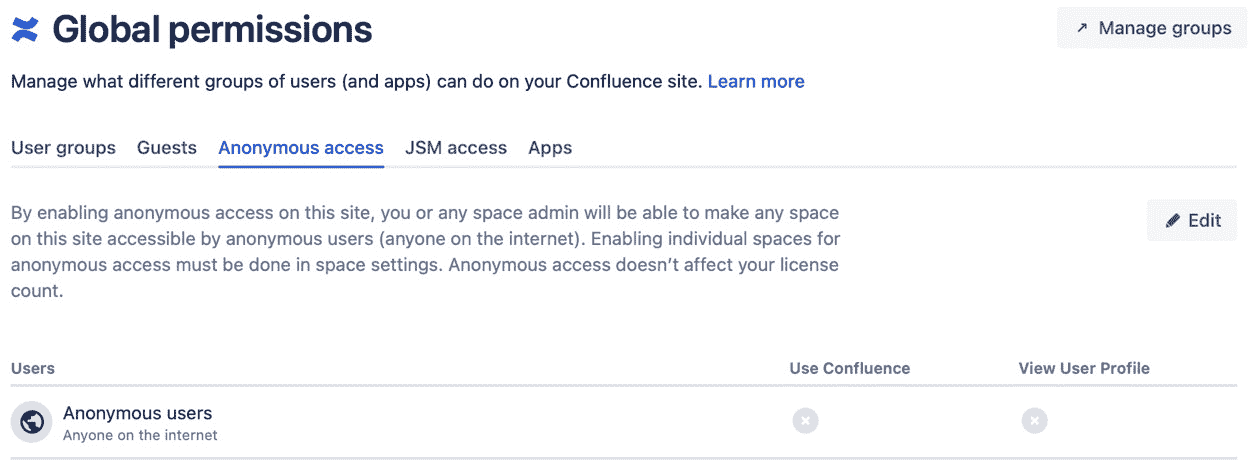 Global permissions
Manage groups
Manage what different groups of users (and apps) can do on your Confluence site. Learn more
User groups Guests Anonymous access JSM access Apps
By enabling anonymous access on this site, you or any space admin will be able to make any space
on this site accessible by anonymous users (anyone on the internet). Enabling individual spaces for
anonymous access must be done in space settings. Anonymous access doesn’t affect your license
count.
Edit
Users Use Confluence View User Profile
Anonymous users
Anyone on the internet